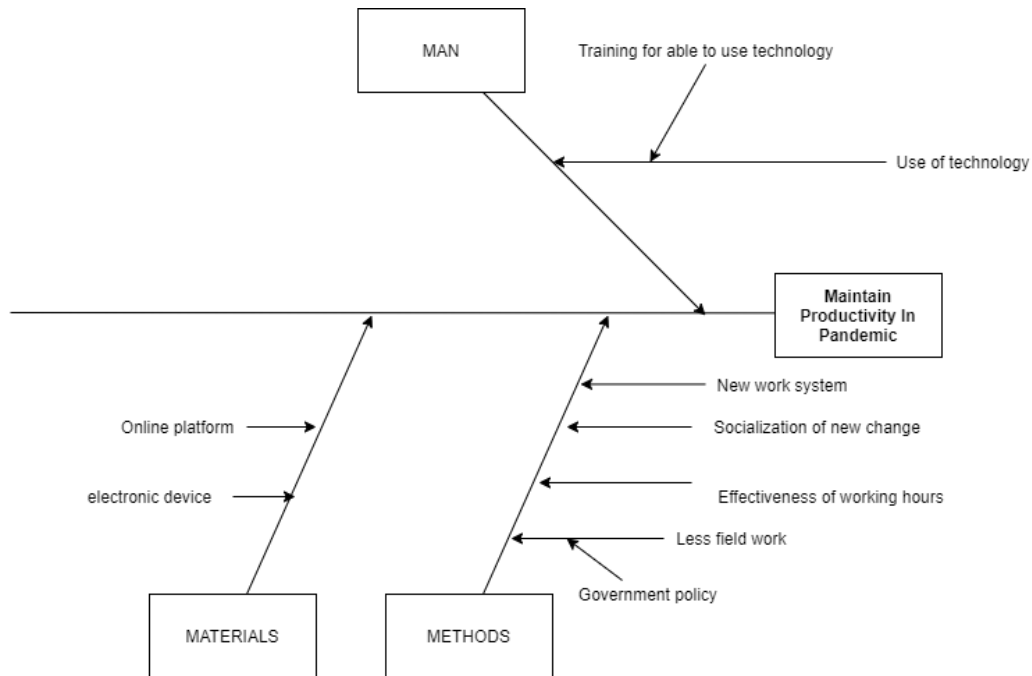 MAN
Training for able to use technology
Use of technology
Maintain
Productivity In
Pandemic
New work system
Online platform
Socialization of new change
electronic device
Effectiveness of working hours
Less field work
Government policy
MATERIALS
METHODS